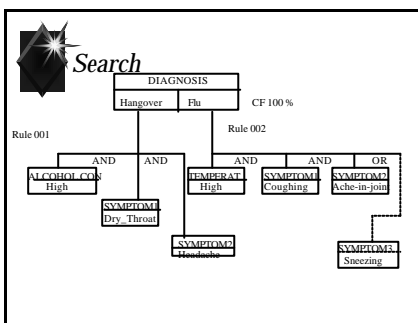 Search
DIAGNOSIS
Hangover Flu CF 100 %
Rule 001 Rule 002
AND AND AND AND OR
ALCOHOL CON TEMPERAT SYMPTOM1 SYMPTOM2
High High Coughing Ache-in-joint
SYMPTOM1
Dry_Throat
SYMPTOM2 SYMPTOM3
Headache Sneezing